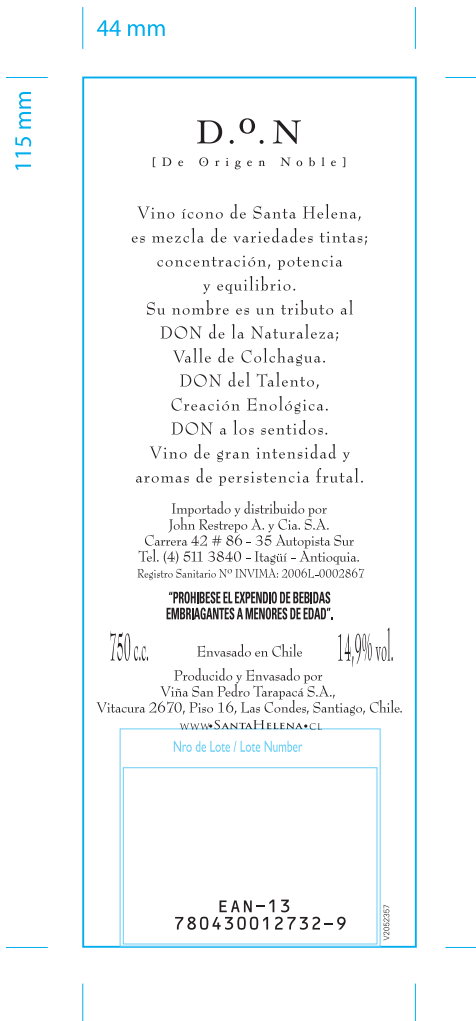 44 mm
115 mm
D.º.N
[De Origen Noble]
Vino ícono de Santa Helena,
es mezcla de variedades tintas;
concentración, potencia
y equilibrio.
Su nombre es un tributo al
DON de la Naturaleza;
Valle de Colchagua.
DON del Talento,
Creación Enológica.
DON a los sentidos.
Vino de gran intensidad y
aromas de persistencia frutal.
Importado y distribuido por
John Restrepo A. y Cia. S.A.
Carrera 42 # 86 - 35 Autopista Sur
Tel. (4) 511 3840 - Itagüí - Antioquia.
Registro Sanitario Nº INVIMA: 2006L-0002867
"PROHIBESE EL EXPENDIO DE BEBIDAS
EMBRIAGANTES A MENORES DE EDAD".
750 c.c. Envasado en Chile 14,9% vol.
Producido y Envasado por
Viña San Pedro Tarapacá S.A.,
Vitacura 2670, Piso 16, Las Condes, Santiago, Chile.
WWW•SANTAHELENA•CL
Nro de Lote / Lote Number
EAN-13
780430012732-9
V2052357